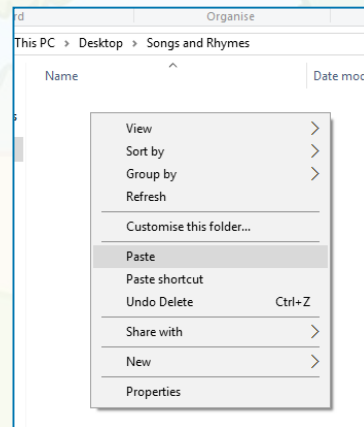 rd Organise
This PC > Desktop > Songs and Rhymes
Name Date mod
View
Sort by
Group by
Refresh
Customise this folder...
Paste
Paste shortcut
Undo Delete Ctrl+Z
Share with
New
Properties